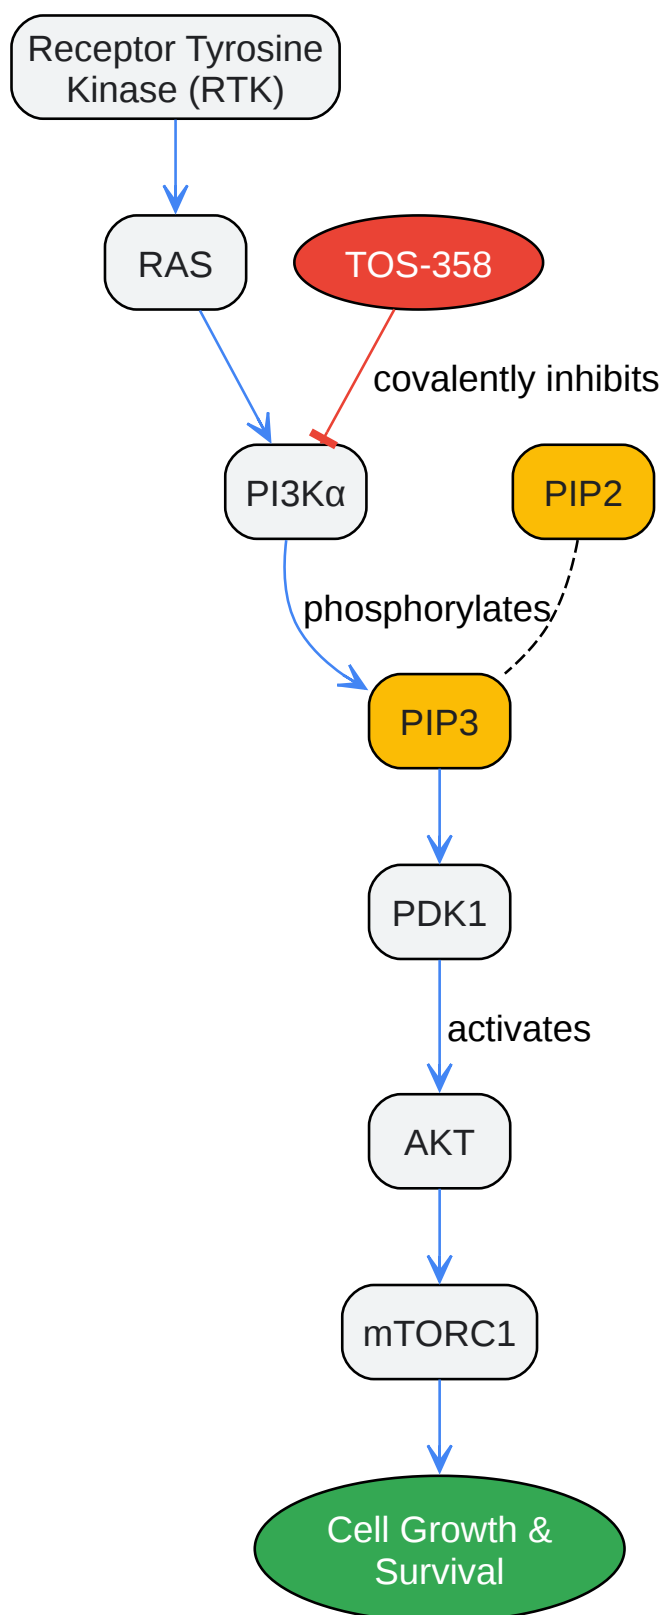 Receptor Tyrosine
Kinase (RTK)
RAS
TOS-358
covalently inhibits
PI3Kα
PIP2
phosphorylates
PIP3
PDK1
activates
AKT
mTORC1
Cell Growth &
Survival